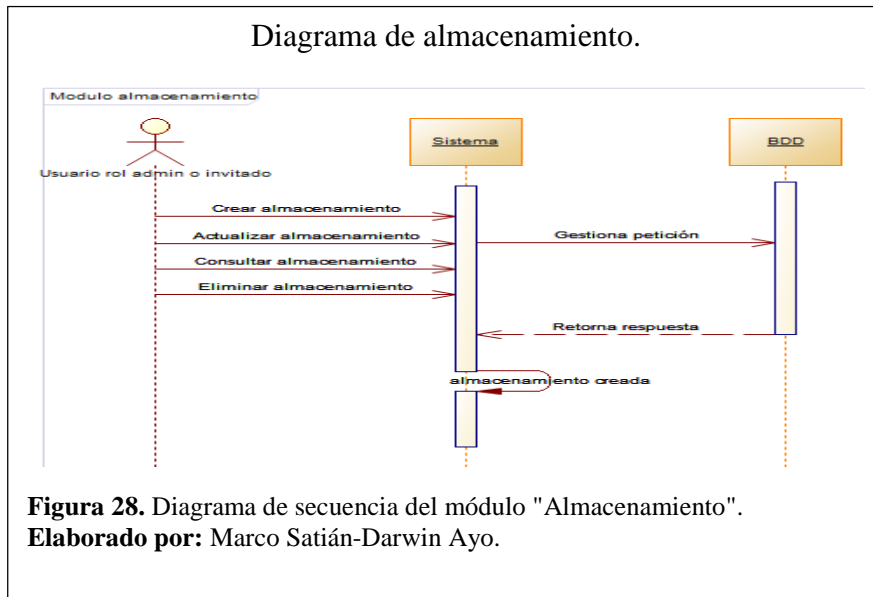 Diagrama de almacenamiento.
Modulo almacenamiento
Sistema
BDD
Usuario rol admin o invitado
Crear almacenamiento
Actualizar almacenamiento
Gestiona petición
Consultar almacenamiento
Eliminar almacenamiento
Retorna respuesta
almacenamiento creada
Figura 28. Diagrama de secuencia del módulo "Almacenamiento".
Elaborado por: Marco Satián-Darwin Ayo.